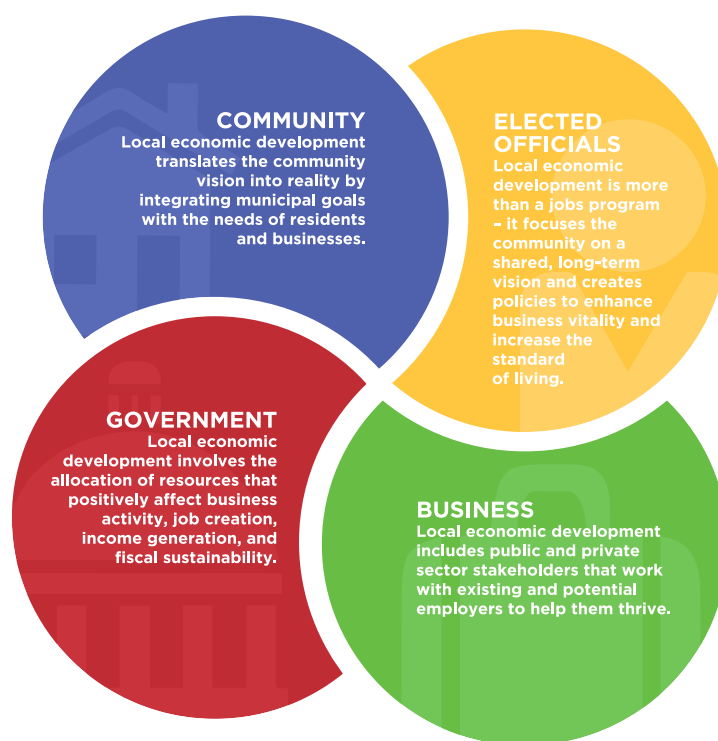 COMMUNITY
Local economic development
translates the community
vision into reality by
integrating municipal goals
with the needs of residents
and businesses.
ELECTED
OFFICIALS
Local economic
development is more
than a jobs program
– it focuses the
community on a
shared, long-term
vision and creates
policies to enhance
business vitality and
increase the
standard
of living.
GOVERNMENT
Local economic
development involves the
allocation of resources that
positively affect business
activity, job creation,
income generation, and
fiscal sustainability.
BUSINESS
Local economic development
includes public and private
sector stakeholders that work
with existing and potential
employers to help them thrive.